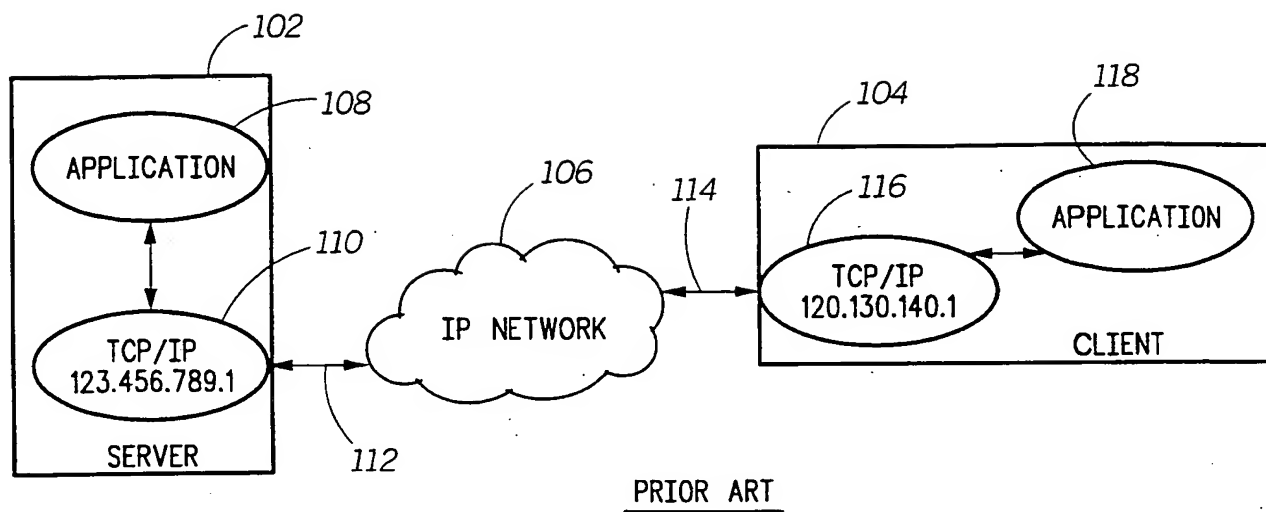 102
108
APPLICATION
110
TCP/IP
123.456.789.1
SERVER
112
106
IP NETWORK
114
104
118
116
APPLICATION
TCP/IP
120.130.140.1
CLIENT
PRIOR ART